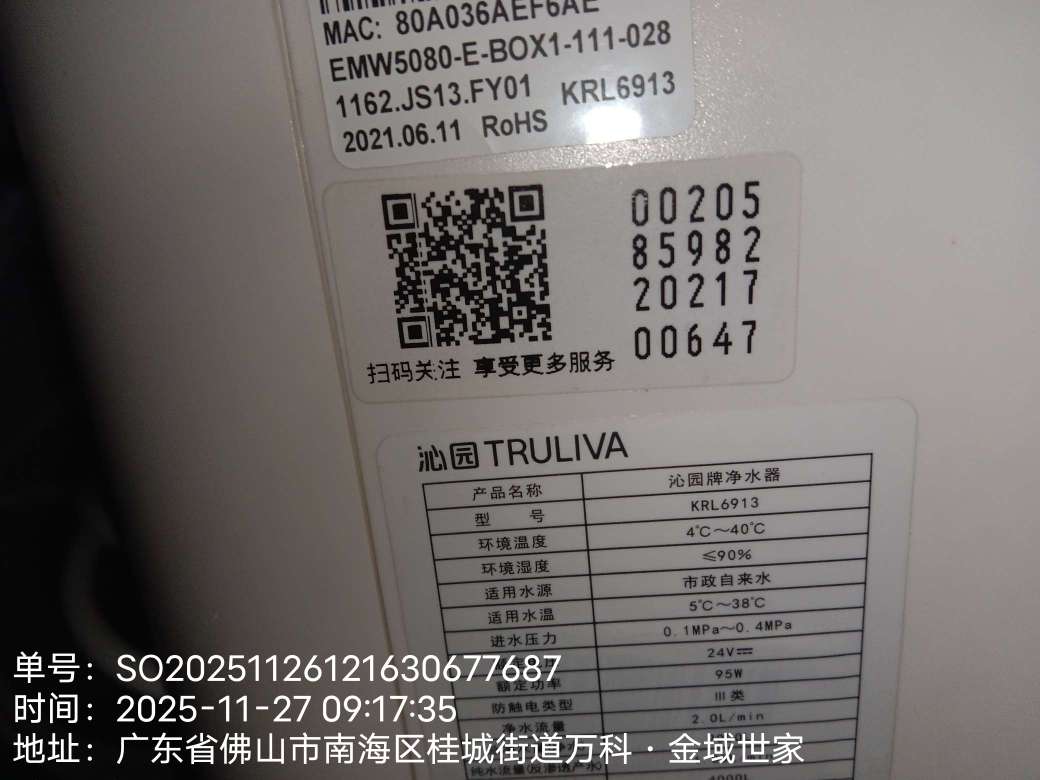 MAC: 80A036AEF6AE
EMW5080-E-BOX1-111-028
1162.JS13.FY01 KRL6913
2021.06.11 RoHS
00205
85982
20217
00647
扫码关注 享受更多服务
沁园TRULIVA
产品名称 沁园牌净水器
型 号 KRL6913
环境温度 4℃～40℃
环境湿度 ≤90%
适用水源 市政自来水
适用水温 5℃～38℃
进水压力 0.1MPa～0.4MPa
24V⎓
额定功率 95W
防触电类型 III类
净水流量 2.0L/min
单号：SO20251126121630677687
时间：2025-11-27 09:17:35
地址：广东省佛山市南海区桂城街道万科·金域世家